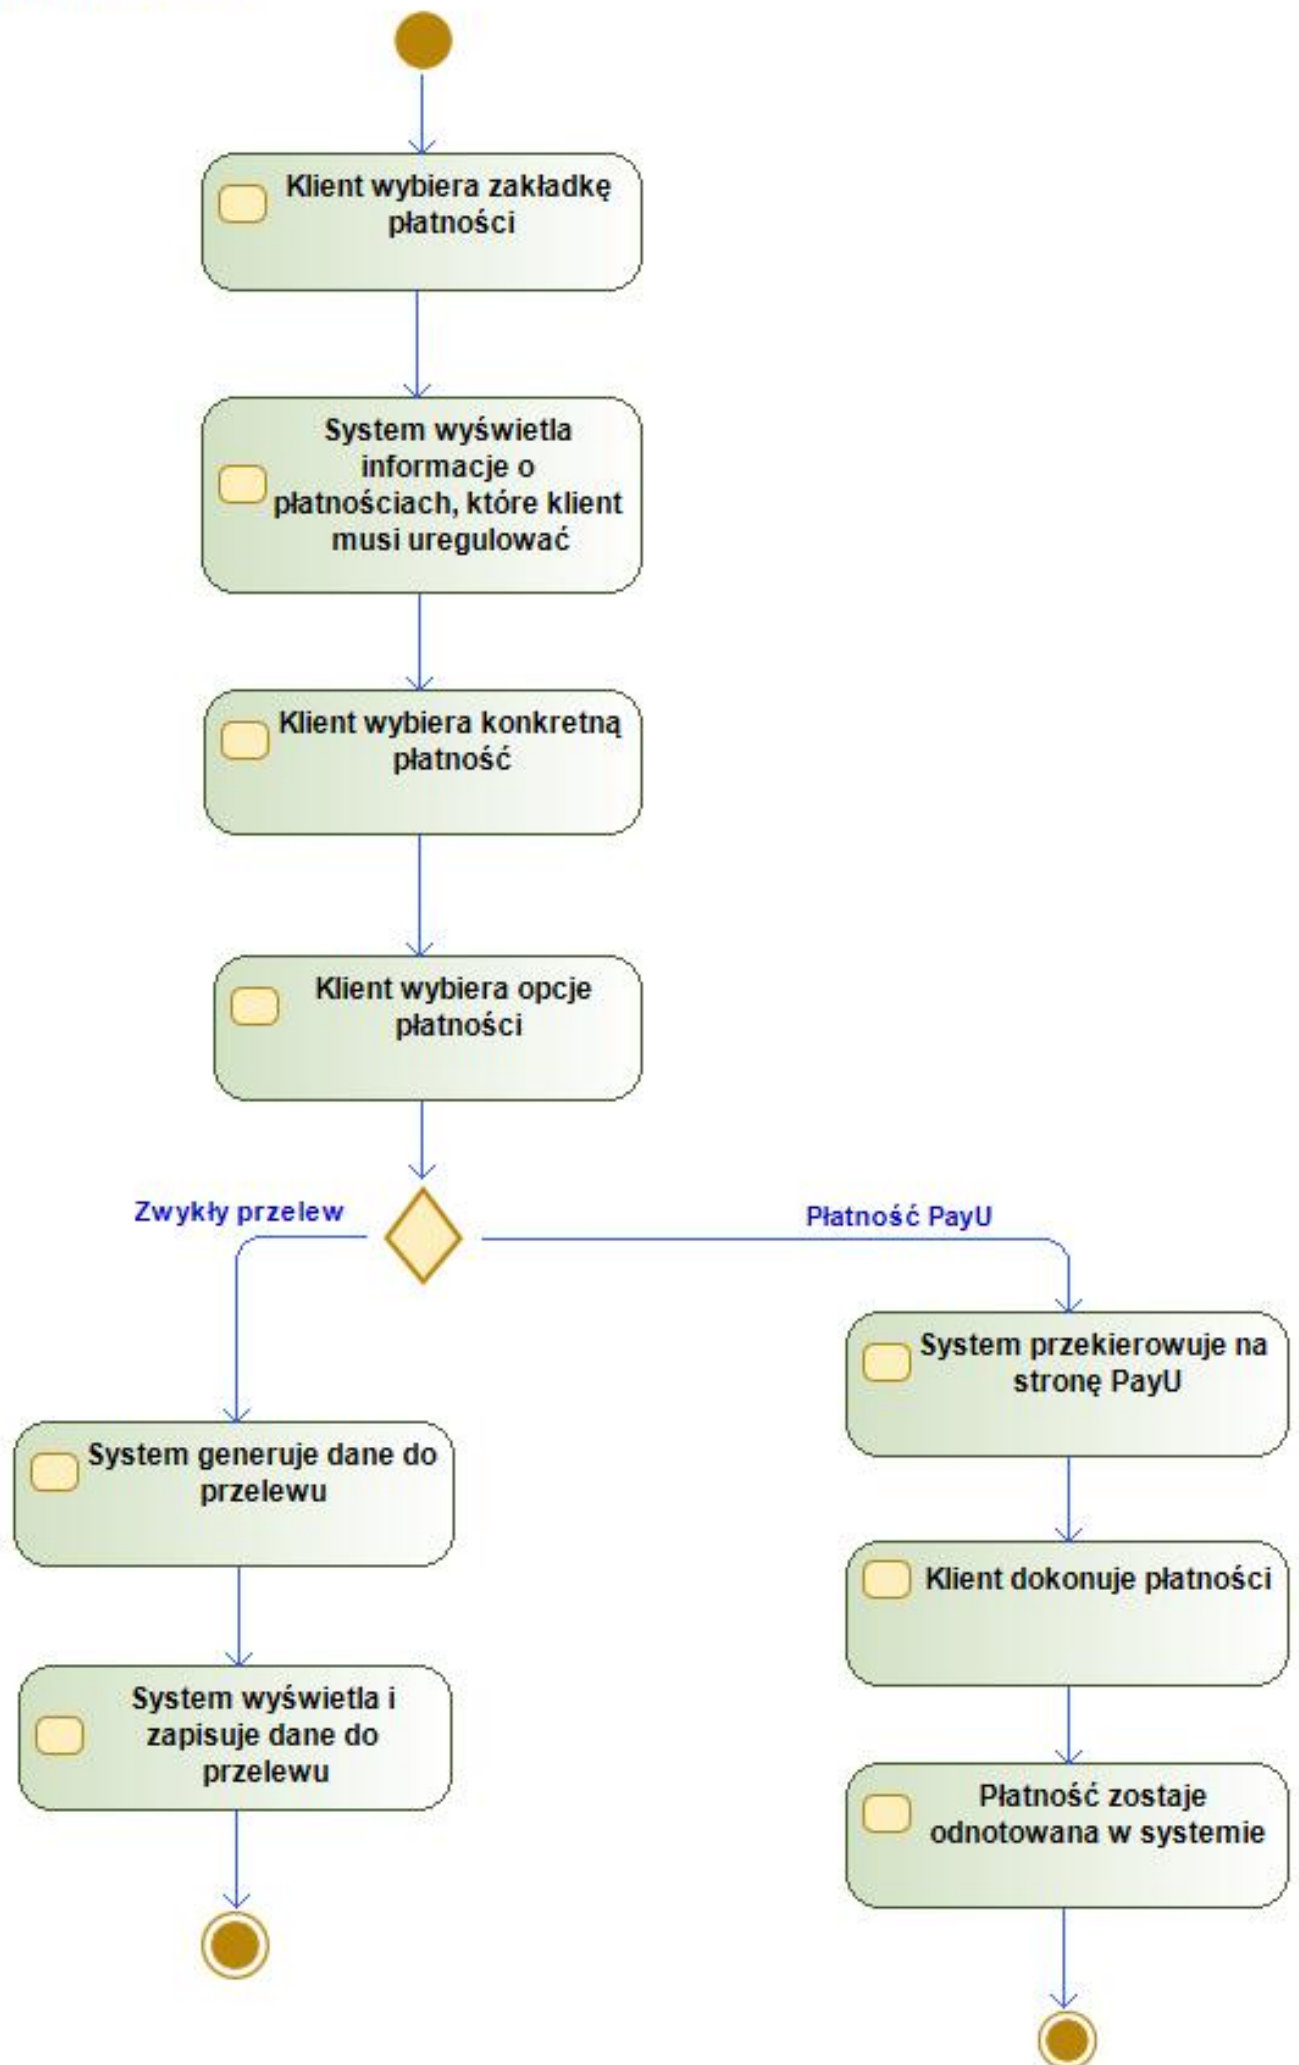 Klient wybiera zakładkę
płatności
System wyświetla
informacje o
płatnościach, które klient
musi uregulować
Klient wybiera konkretną
płatność
Klient wybiera opcje
płatności
Zwykły przelew
Płatność PayU
System przekierowuje na
stronę PayU
System generuje dane do
przelewu
Klient dokonuje płatności
System wyświetla i
zapisuje dane do
przelewu
Płatność zostaje
odnotowana w systemie